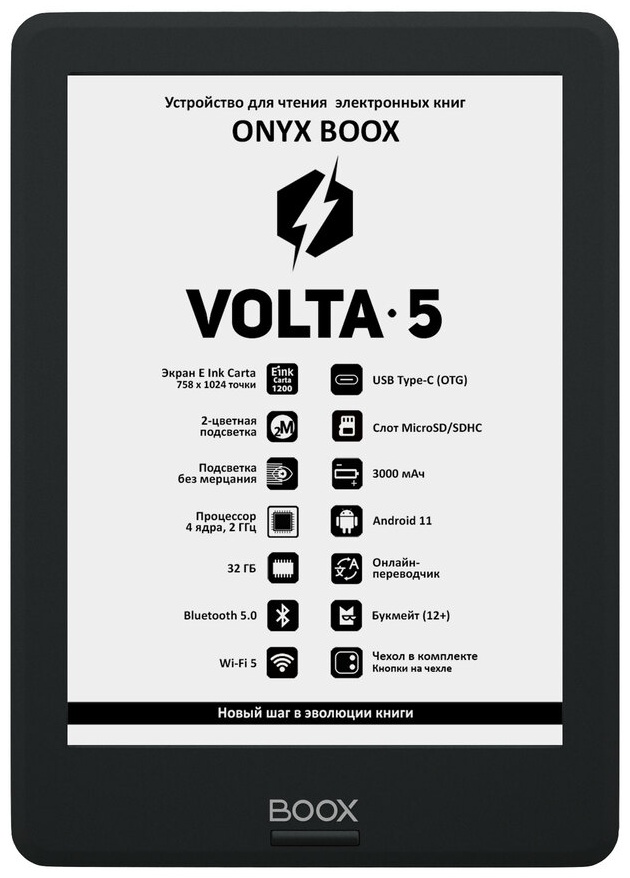 Устройство для чтения электронных книг
ONYX BOOX
VOLTA·5
Экран E Ink Carta
758 x 1024 точки
E ink
Carta
1200
USB Type-C (OTG)
2-цветная
подсветка
2M
Слот MicroSD/SDHC
Подсветка
без мерцания
3000 мАч
Процессор
4 ядра, 2 ГГц
Android 11
32 ГБ
Онлайн-
переводчик
Bluetooth 5.0
Букмейт (12+)
Wi-Fi 5
Чехол в комплекте
Кнопки на чехле
Новый шаг в эволюции книги
BOOX